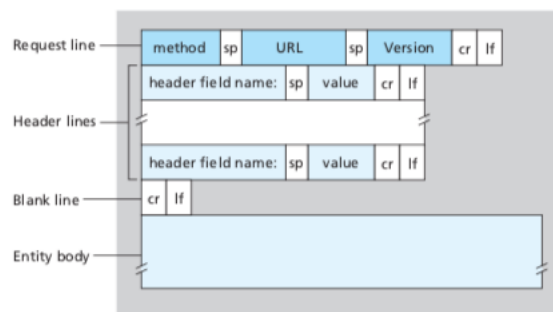 Request line method sp URL sp Version cr lf
header field name: sp value cr lf
Header lines
header field name: sp value cr lf
Blank line cr lf
Entity body